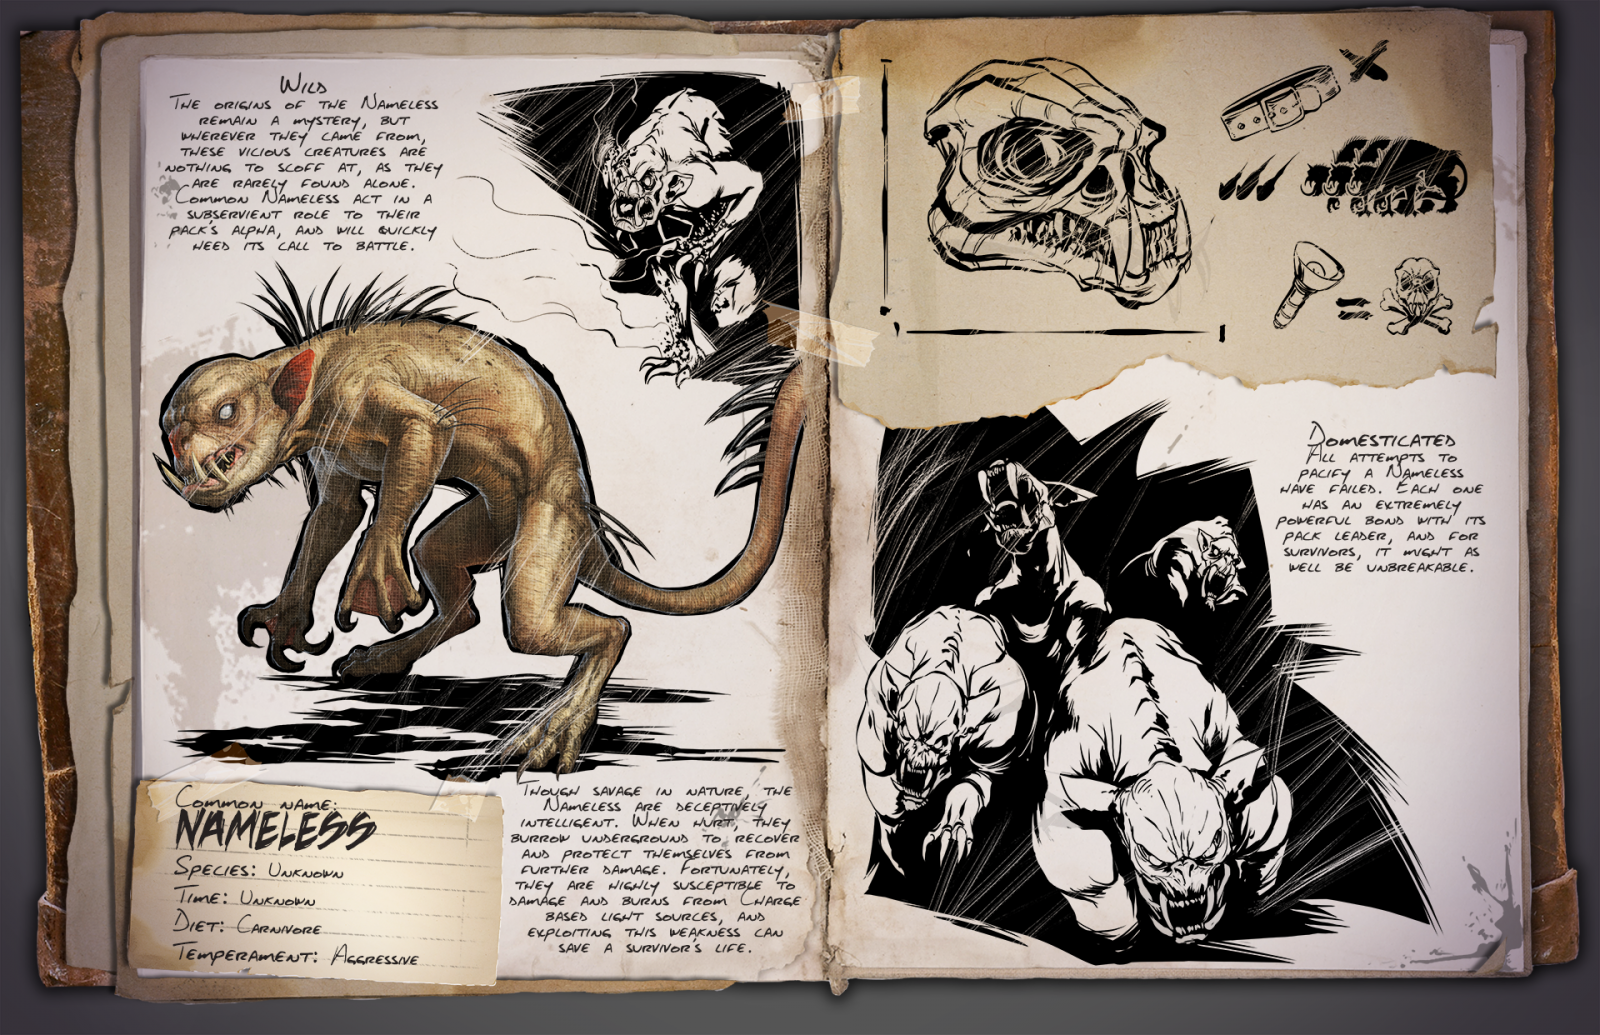 Wild
The origins of the Nameless
remain a mystery, but
wherever they came from,
these vicious creatures are
nothing to scoff at, as they
are rarely found alone.
Common Nameless act in a
subservient role to their
pack's alpha, and will quickly
heed its call to battle.
Common name:
NAMELESS
Species: Unknown
Time: Unknown
Diet: Carnivore
Temperament: Aggressive
Though savage in nature, the
Nameless are deceptively
intelligent. When hurt, they
burrow underground to recover
and protect themselves from
further damage. Fortunately,
they are highly susceptible to
damage and burns from Charge
based light sources, and
exploiting this weakness can
save a survivor's life.
Domesticated
All attempts to
pacify a Nameless
have failed. Each one
has an extremely
powerful bond with its
pack leader, and for
survivors, it might as
well be unbreakable.